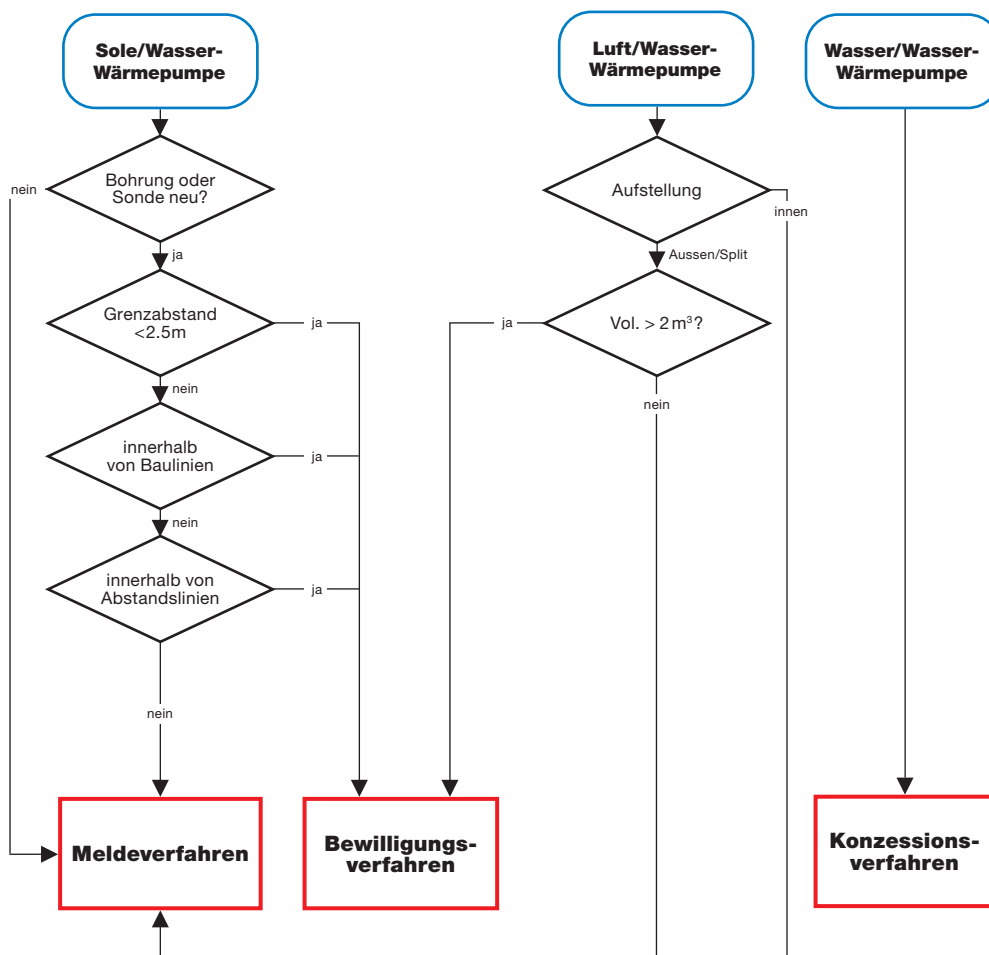 Sole/Wasser-
Wärmepumpe
Luft/Wasser-
Wärmepumpe
Wasser/Wasser-
Wärmepumpe
nein
Bohrung oder
Sonde neu?
Aufstellung
innen
ja
Aussen/Split
Grenzabstand
<2.5m
ja
ja
Vol. > 2 m³?
nein
nein
innerhalb
von Baulinien
ja
nein
innerhalb von
Abstandslinien
ja
nein
Meldeverfahren
Bewilligungs-
verfahren
Konzessions-
verfahren